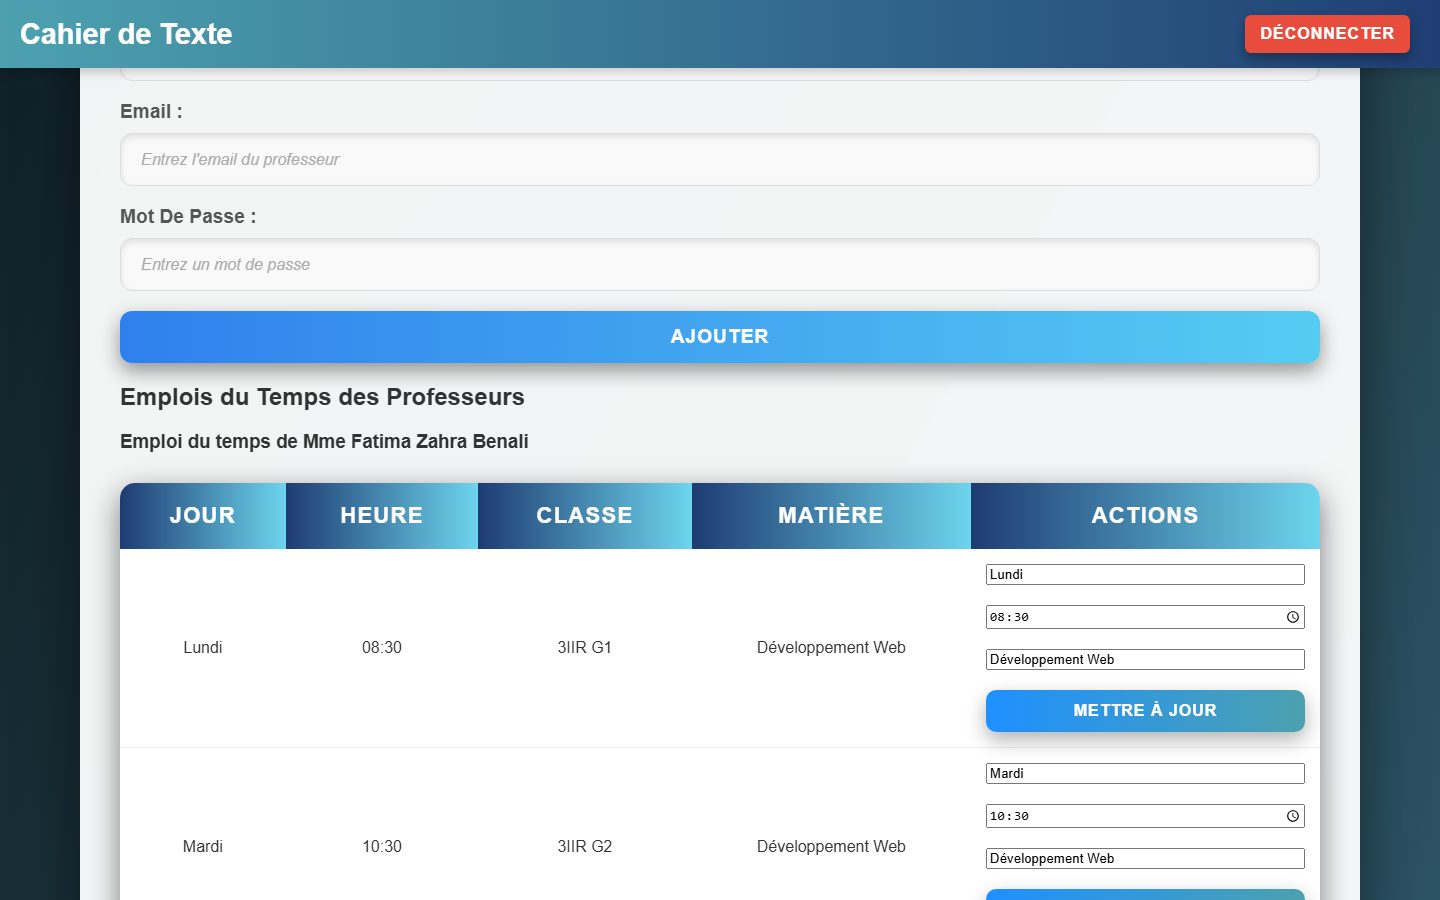 Cahier de Texte
DÉCONNECTER
Email :
Entrez l'email du professeur
Mot De Passe :
Entrez un mot de passe
AJOUTER
Emplois du Temps des Professeurs
Emploi du temps de Mme Fatima Zahra Benali
JOUR HEURE CLASSE MATIÈRE ACTIONS
Lundi
08:30
Lundi 08:30 3IIR G1 Développement Web
Développement Web
METTRE À JOUR
Mardi
10:30
Mardi 10:30 3IIR G2 Développement Web
Développement Web